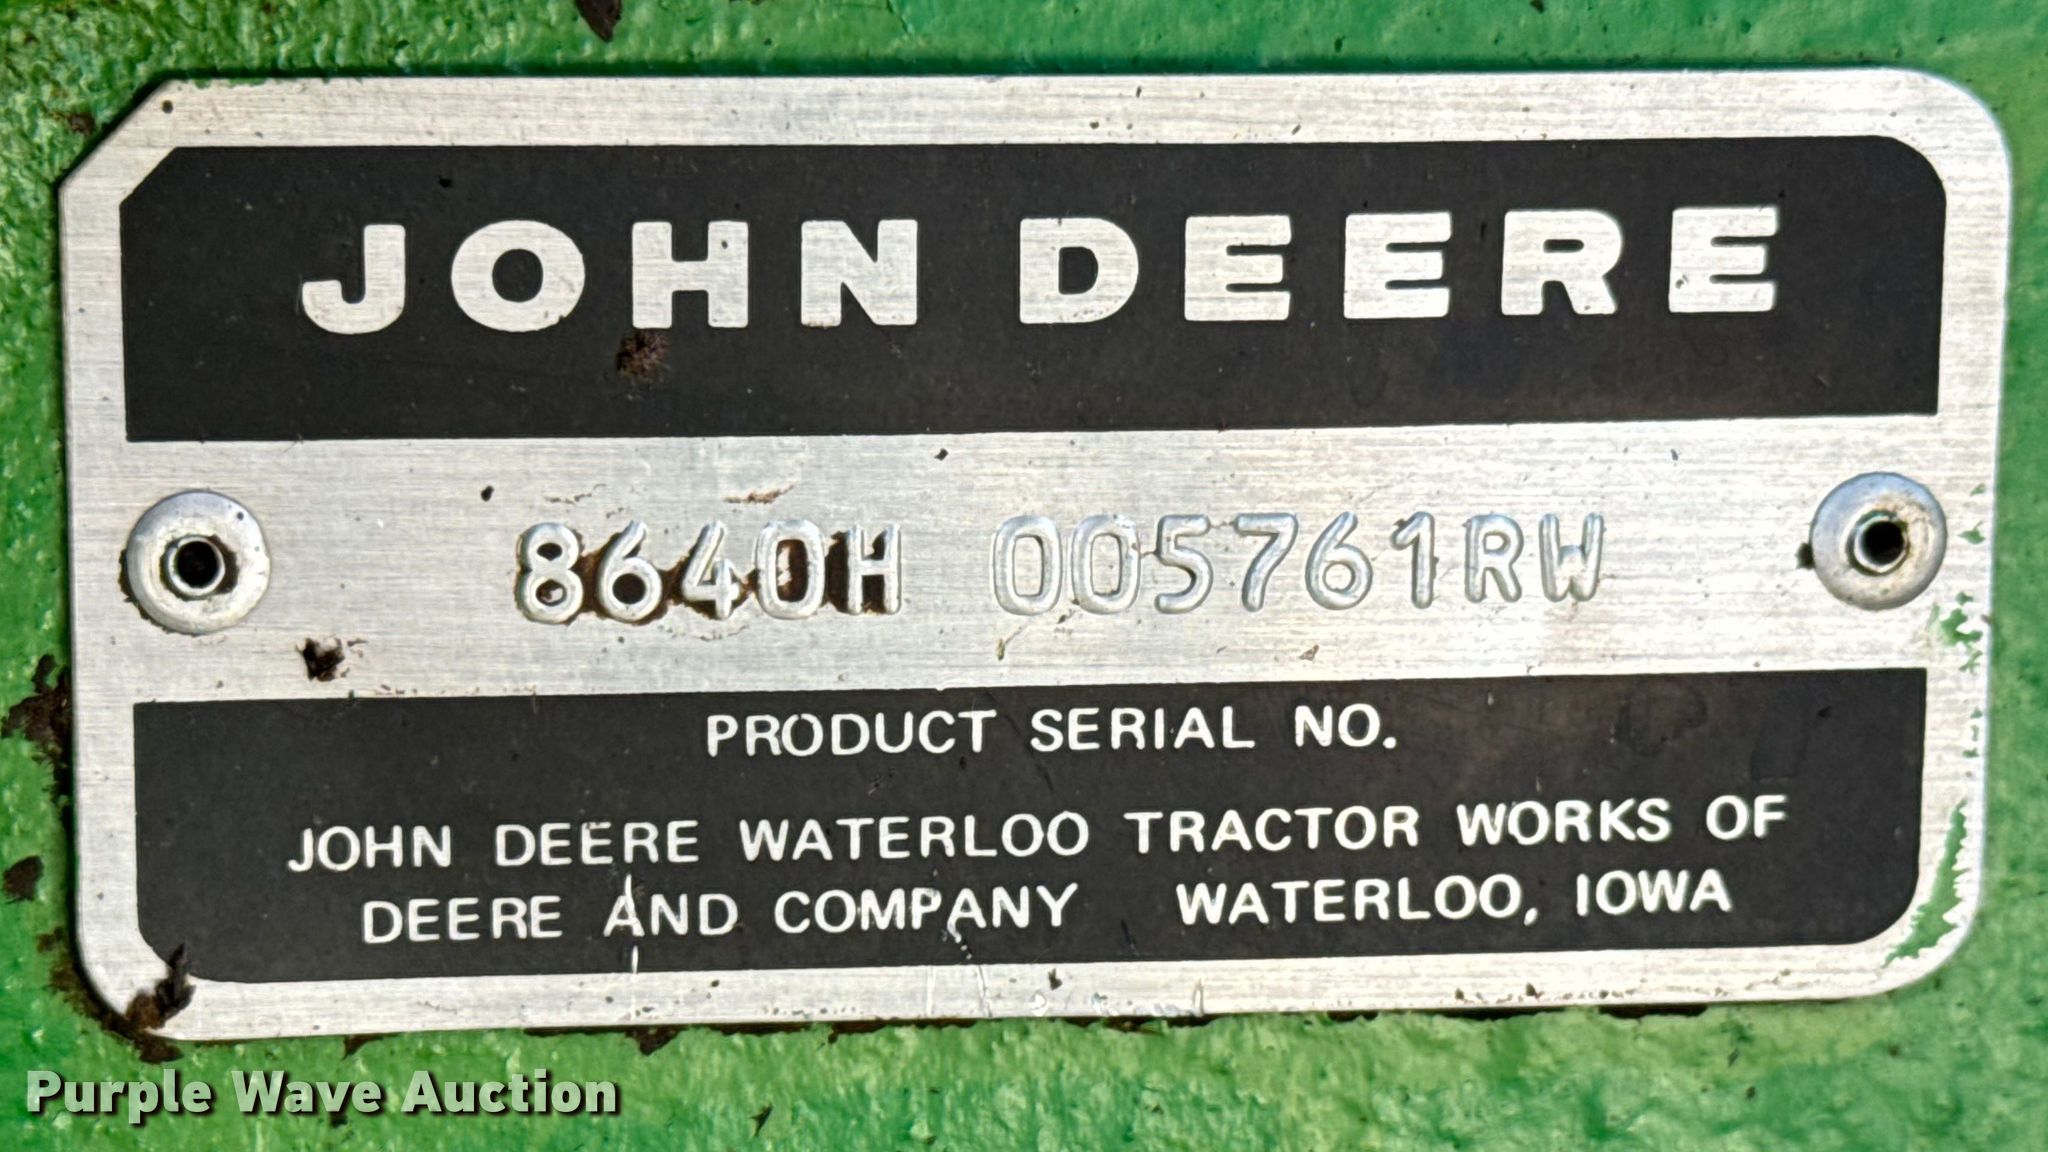 JOHN DEERE
8640H 005761RW
PRODUCT SERIAL NO.
JOHN DEERE WATERLOO TRACTOR WORKS OF
DEERE AND COMPANY WATERLOO, IOWA
Purple Wave Auction